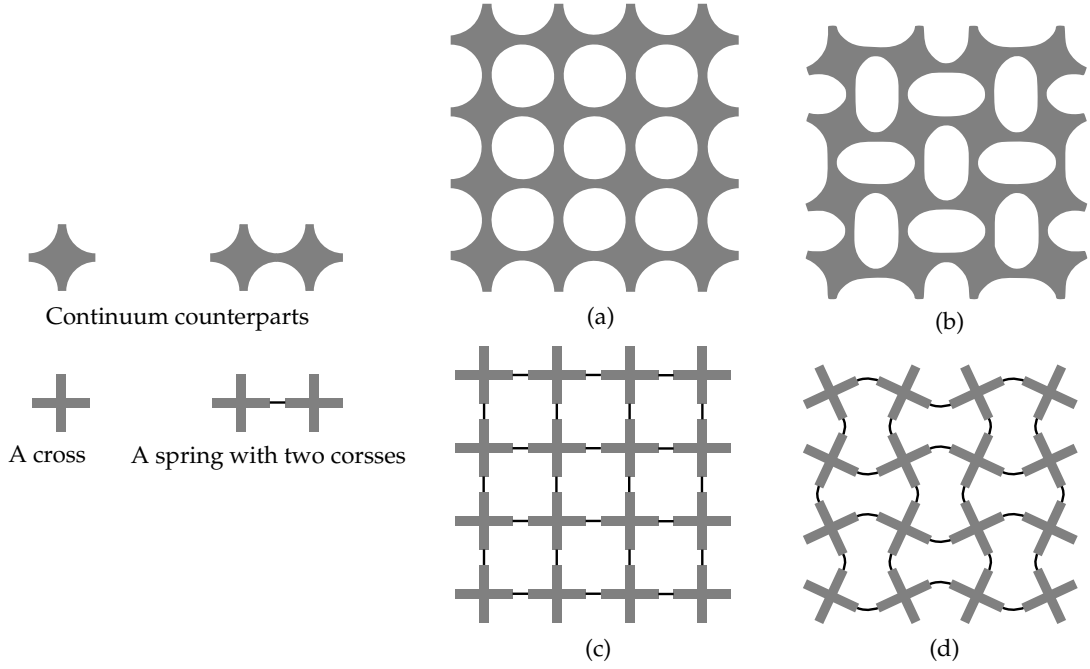 Continuum counterparts
(a)
(b)
A cross
A spring with two corsses
(c)
(d)